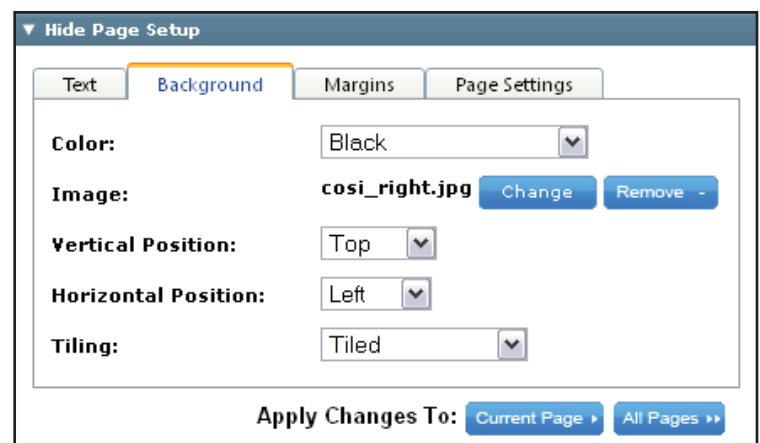 Hide Page Setup
Text Background Margins Page Settings
Color: Black
Image: cosi_right.jpg Change Remove -
Vertical Position: Top
Horizontal Position: Left
Tiling: Tiled
Apply Changes To: Current Page All Pages